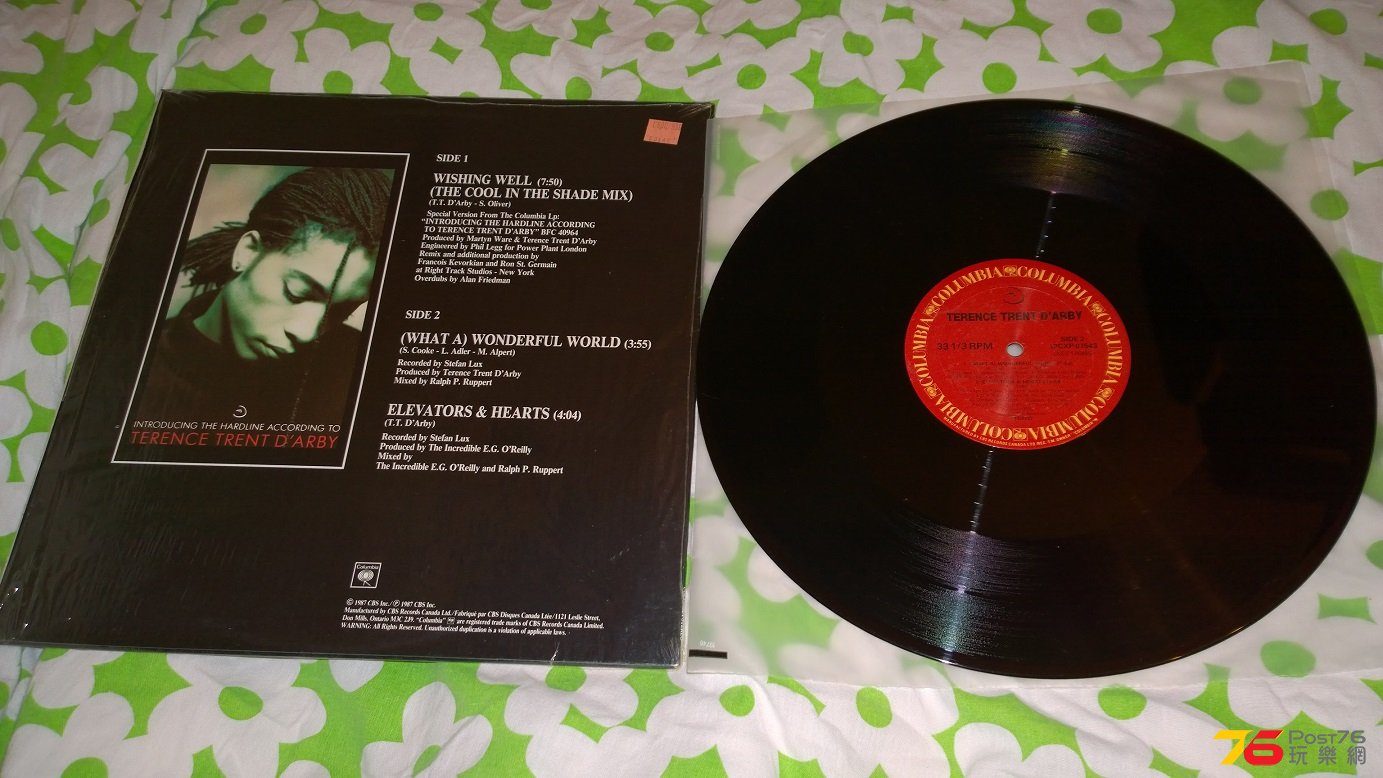 SIDE 1
WISHING WELL (7:50)
(THE COOL IN THE SHADE MIX)
(T.T. D'Arby - S. Oliver)
Special Version From The Columbia Lp:
"INTRODUCING THE HARDLINE ACCORDING
TO TERENCE TRENT D'ARBY" BFC 40964
Produced by Martyn Ware & Terence Trent D'Arby
Engineered by Phil Legg for Power Plant London
Remix and additional production by
Francois Kevorkian and Ron St. Germain
at Right Track Studios - New York
Overdubs by Alan Friedman
SIDE 2
(WHAT A) WONDERFUL WORLD (3:55)
(S. Cooke - L. Adler - M. Alpert)
Recorded by Stefan Lux
Produced by Terence Trent D'Arby
Mixed by Ralph P. Ruppert
ELEVATORS & HEARTS (4:04)
(T.T. D'Arby)
Recorded by Stefan Lux
Produced by The Incredible E.G. O'Reilly
Mixed by
The Incredible E.G. O'Reilly and Ralph P. Ruppert
INTRODUCING THE HARDLINE ACCORDING TO
TERENCE TRENT D'ARBY
Columbia
© 1987 CBS Inc./℗ 1987 CBS Inc.
Manufactured by CBS Records Canada Ltd./Fabriqué par CBS Disques Canada Ltée/1121 Leslie Street,
Don Mills, Ontario M3C 2J9. "Columbia" are registered trade marks of CBS Records Canada Limited.
WARNING: All Rights Reserved. Unauthorized duplication is a violation of applicable laws.
COLUMBIA COLUMBIA COLUMBIA COLUMBIA COLUMBIA COLUMBIA
TERENCE TRENT D'ARBY
33 1/3 RPM
SIDE 2
76 Post76
玩樂網